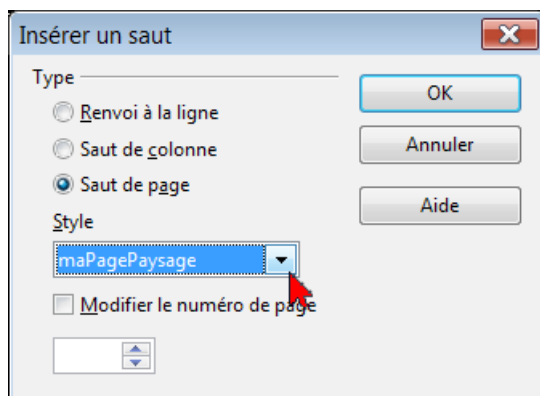 Insérer un saut
Type
Renvoi à la ligne
Saut de colonne
Saut de page
Style
maPagePaysage
Modifier le numéro de page
OK
Annuler
Aide